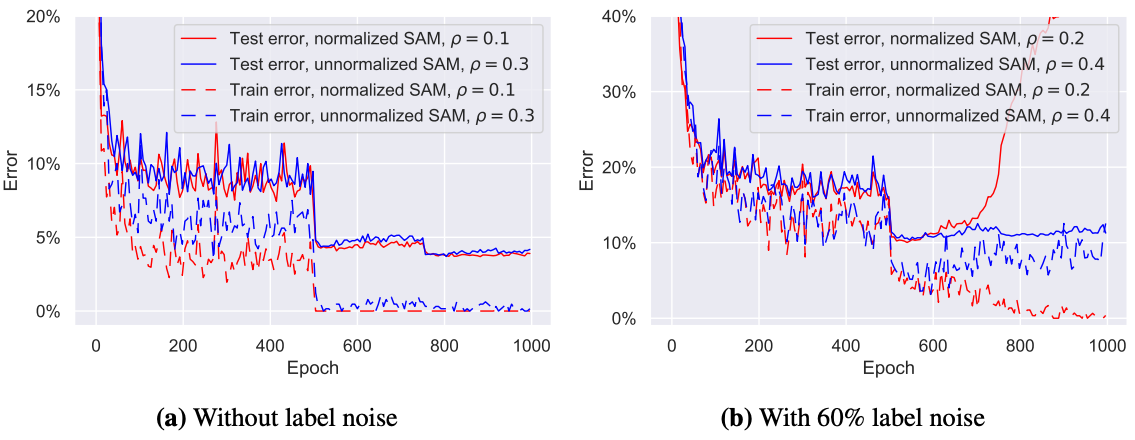 20%
15%
10%
5%
0%
Error
Test error, normalized SAM, ρ = 0.1
Test error, unnormalized SAM, ρ = 0.3
Train error, normalized SAM, ρ = 0.1
Train error, unnormalized SAM, ρ = 0.3
0 200 400 600 800 1000
Epoch
(a) Without label noise
40%
30%
20%
10%
0%
Error
Test error, normalized SAM, ρ = 0.2
Test error, unnormalized SAM, ρ = 0.4
Train error, normalized SAM, ρ = 0.2
Train error, unnormalized SAM, ρ = 0.4
0 200 400 600 800 1000
Epoch
(b) With 60% label noise